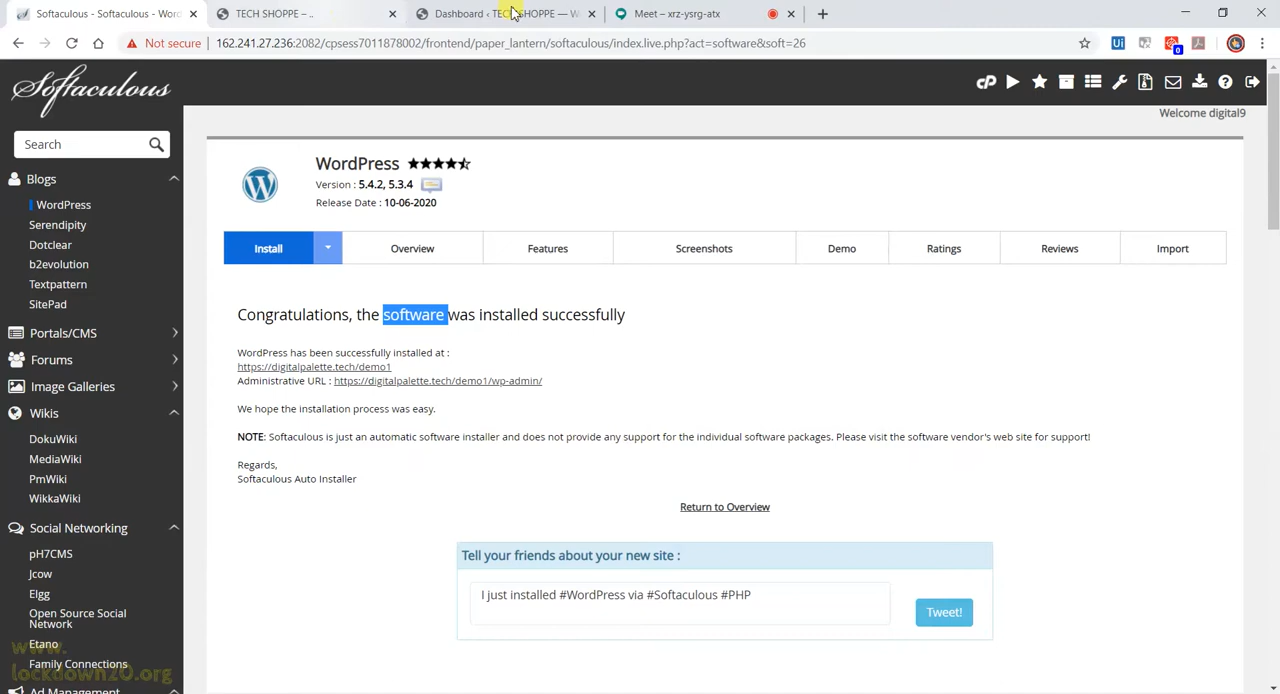 Softaculous - Softaculous - Wor
TECH SHOPPE – ..
Dashboard ‹ TECH SHOPPE — W
Meet – xrz-ysrg-atx
Not secure
162.241.27.236:2082/cpsess7011878002/frontend/paper_lantern/softaculous/index.live.php?act=software&soft=26
Ui
0
Softaculous
cP
Welcome digital9
Search
Blogs
WordPress
Serendipity
Dotclear
b2evolution
Textpattern
SitePad
Portals/CMS
Forums
Image Galleries
Wikis
DokuWiki
MediaWiki
PmWiki
WikkaWiki
Social Networking
pH7CMS
Jcow
Elgg
Open Source Social
Network
Etano
Family Connections
Ad Management
WordPress
Version : 5.4.2, 5.3.4
Release Date : 10-06-2020
Install
Overview
Features
Screenshots
Demo
Ratings
Reviews
Import
Congratulations, the software was installed successfully
WordPress has been successfully installed at :
https://digitalpalette.tech/demo1
Administrative URL : https://digitalpalette.tech/demo1/wp-admin/
We hope the installation process was easy.
NOTE: Softaculous is just an automatic software installer and does not provide any support for the individual software packages. Please visit the software vendor's web site for support!
Regards,
Softaculous Auto Installer
Return to Overview
Tell your friends about your new site :
I just installed #WordPress via #Softaculous #PHP
Tweet!
www.
lockdown20.org